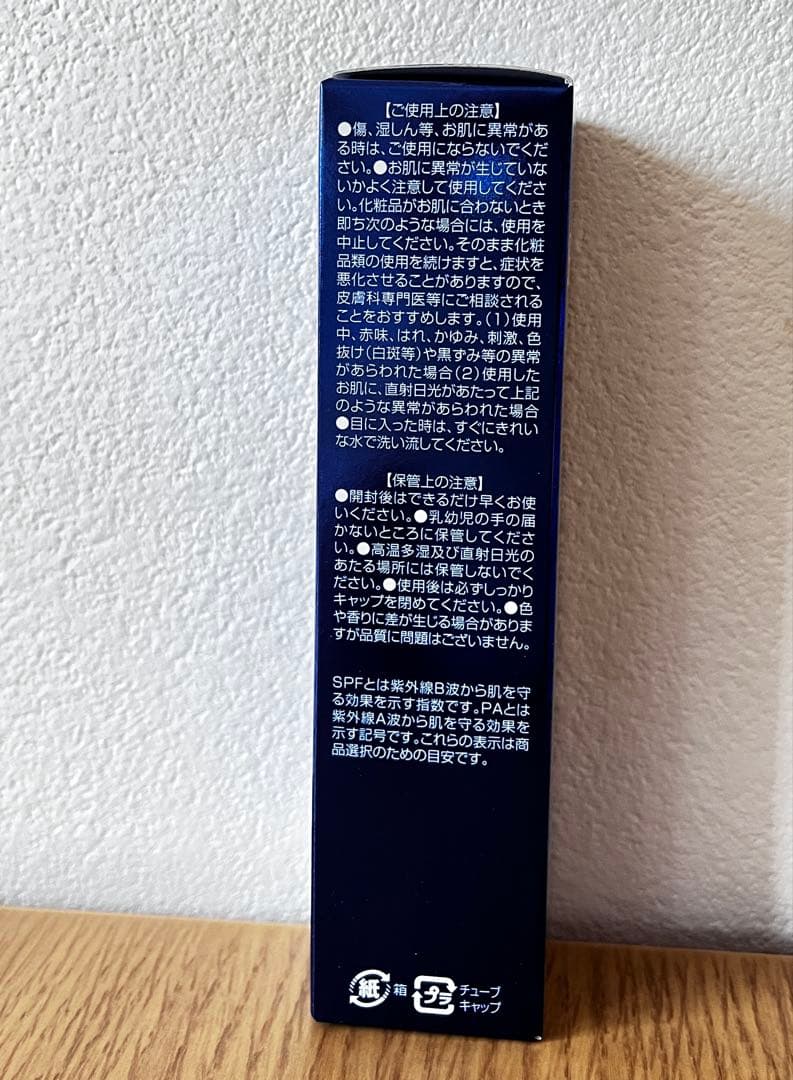 【ご使用上の注意】
●傷、湿しん等、お肌に異常があ
る時は、ご使用にならないでくだ
さい。●お肌に異常が生じていな
いかよく注意して使用してくださ
い。化粧品がお肌に合わないとき
即ち次のような場合には、使用を
中止してください。そのまま化粧
品類の使用を続けますと、症状を
悪化させることがありますので、
皮膚科専門医等にご相談される
ことをおすすめします。(1)使用
中、赤味、はれ、かゆみ、刺激、色
抜け(白斑等)や黒ずみ等の異常
があらわれた場合(2)使用した
お肌に、直射日光があたって上記
のような異常があらわれた場合
●目に入った時は、すぐにきれい
な水で洗い流してください。
【保管上の注意】
●開封後はできるだけ早くお使
いください。●乳幼児の手の届
かないところに保管してくださ
い。●高温多湿及び直射日光の
あたる場所には保管しないでく
ださい。●使用後は必ずしっかり
キャップを閉めてください。●色
や香りに差が生じる場合がありま
すが品質に問題はございません。
SPFとは紫外線B波から肌を守
る効果を示す指数です。PAとは
紫外線A波から肌を守る効果を
示す記号です。これらの表示は商
品選択のための目安です。
紙 箱 プラ チューブ
キャップ